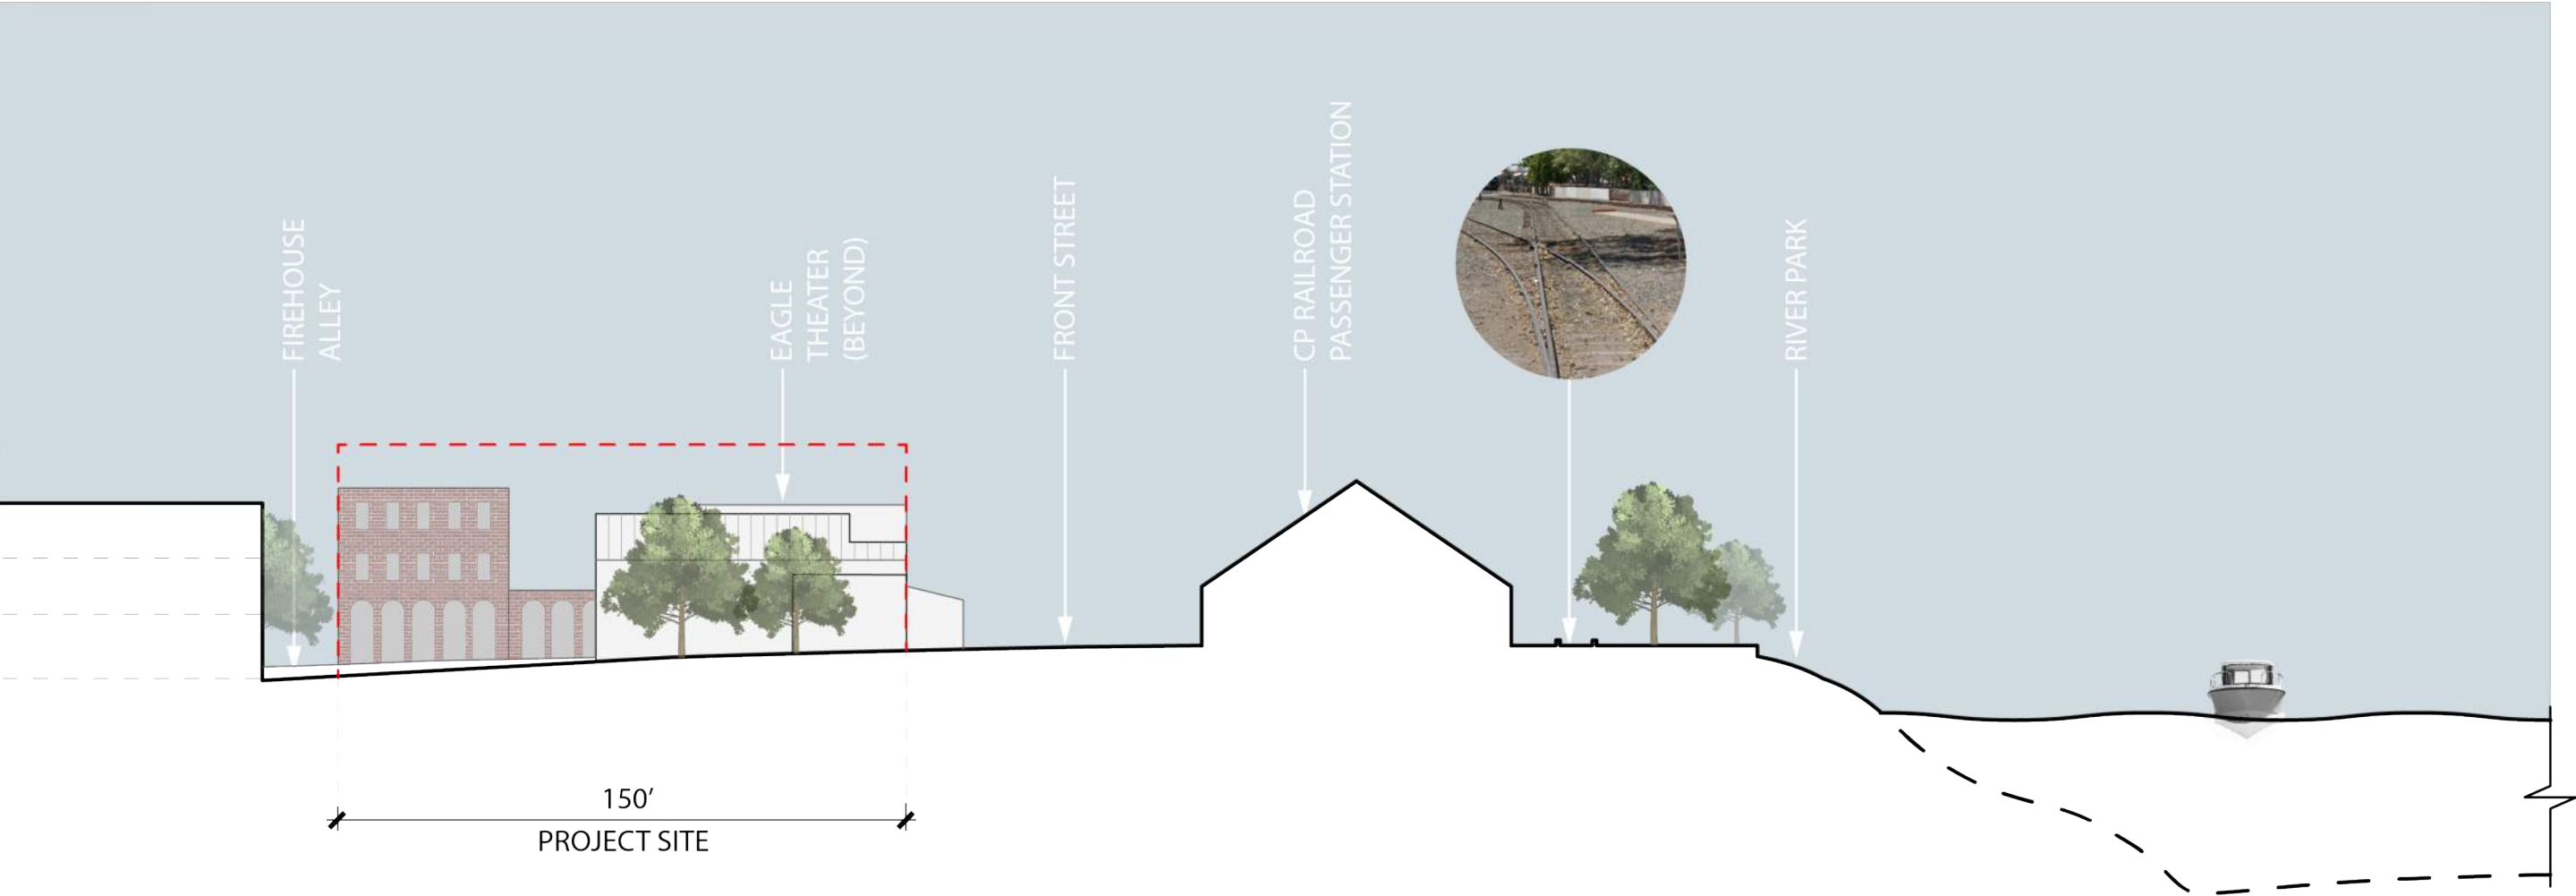 FIREHOUSE
ALLEY
EAGLE
THEATER
(BEYOND)
FRONT STREET
CP RAILROAD
PASSENGER STATION
RIVER PARK
150′
PROJECT SITE